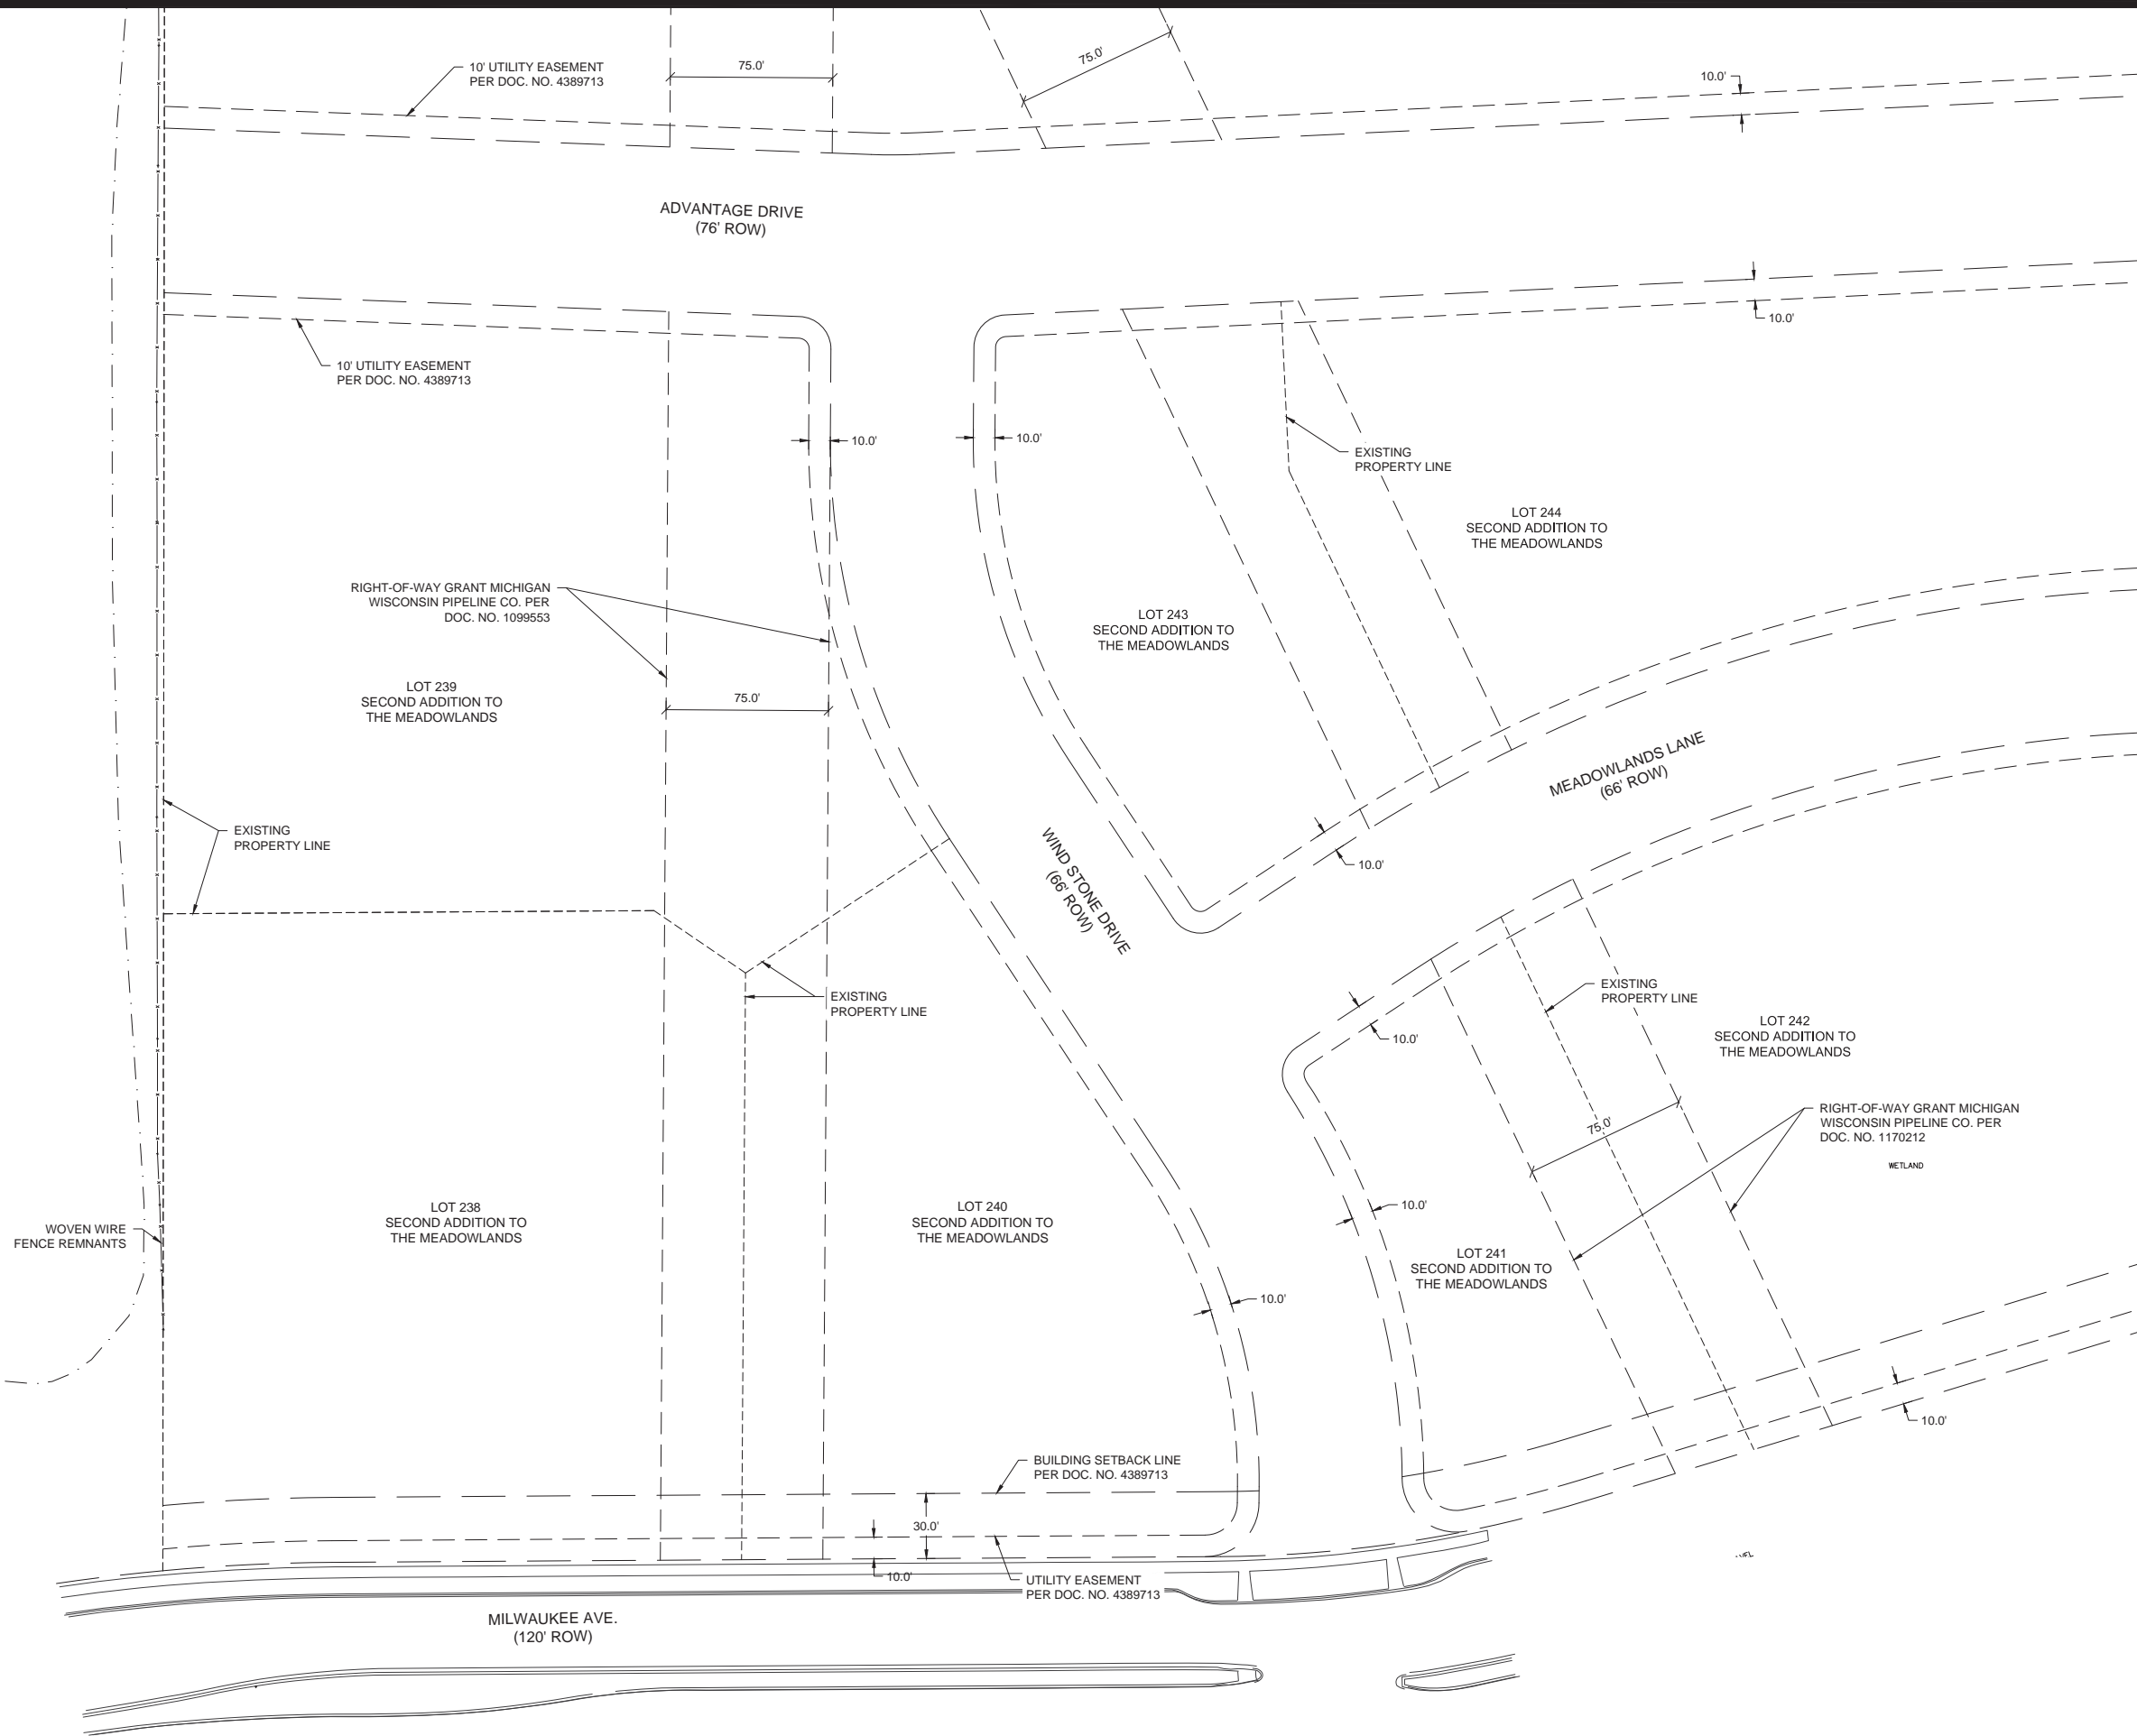 10' UTILITY EASEMENT
PER DOC. NO. 4389713
75.0'
75.0'
10.0'
ADVANTAGE DRIVE
(76' ROW)
10.0'
10' UTILITY EASEMENT
PER DOC. NO. 4389713
10.0'
10.0'
EXISTING
PROPERTY LINE
LOT 244
SECOND ADDITION TO
THE MEADOWLANDS
RIGHT-OF-WAY GRANT MICHIGAN
WISCONSIN PIPELINE CO. PER
DOC. NO. 1099553
LOT 243
SECOND ADDITION TO
THE MEADOWLANDS
LOT 239
SECOND ADDITION TO
THE MEADOWLANDS
75.0'
MEADOWLANDS LANE
(66' ROW)
EXISTING
PROPERTY LINE
WIND STONE DRIVE
(66' ROW)
10.0'
EXISTING
PROPERTY LINE
EXISTING
PROPERTY LINE
10.0'
LOT 242
SECOND ADDITION TO
THE MEADOWLANDS
75.0'
RIGHT-OF-WAY GRANT MICHIGAN
WISCONSIN PIPELINE CO. PER
DOC. NO. 1170212
WETLAND
LOT 238
SECOND ADDITION TO
THE MEADOWLANDS
LOT 240
SECOND ADDITION TO
THE MEADOWLANDS
10.0'
WOVEN WIRE
FENCE REMNANTS
LOT 241
SECOND ADDITION TO
THE MEADOWLANDS
10.0'
10.0'
BUILDING SETBACK LINE
PER DOC. NO. 4389713
30.0'
10.0'
UTILITY EASEMENT
PER DOC. NO. 4389713
MILWAUKEE AVE.
(120' ROW)